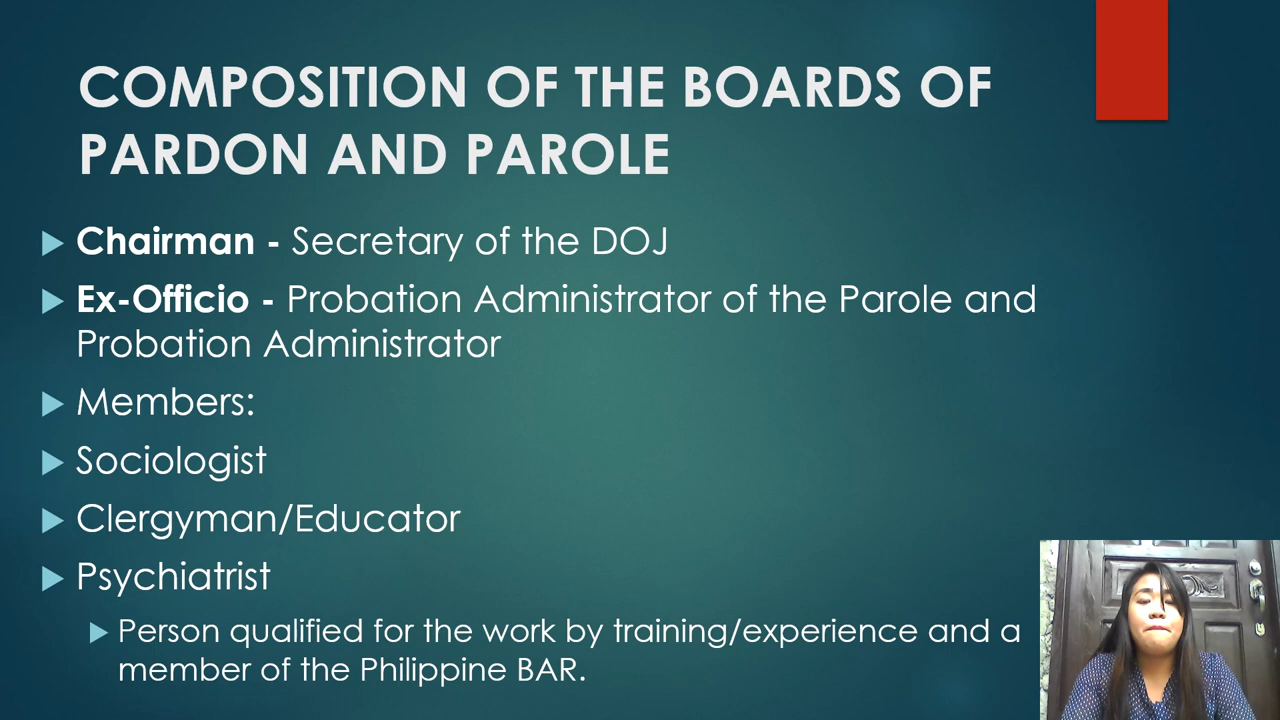 COMPOSITION OF THE BOARDS OF
PARDON AND PAROLE
Chairman - Secretary of the DOJ
Ex-Officio - Probation Administrator of the Parole and
Probation Administrator
Members:
Sociologist
Clergyman/Educator
Psychiatrist
Person qualified for the work by training/experience and a
member of the Philippine BAR.